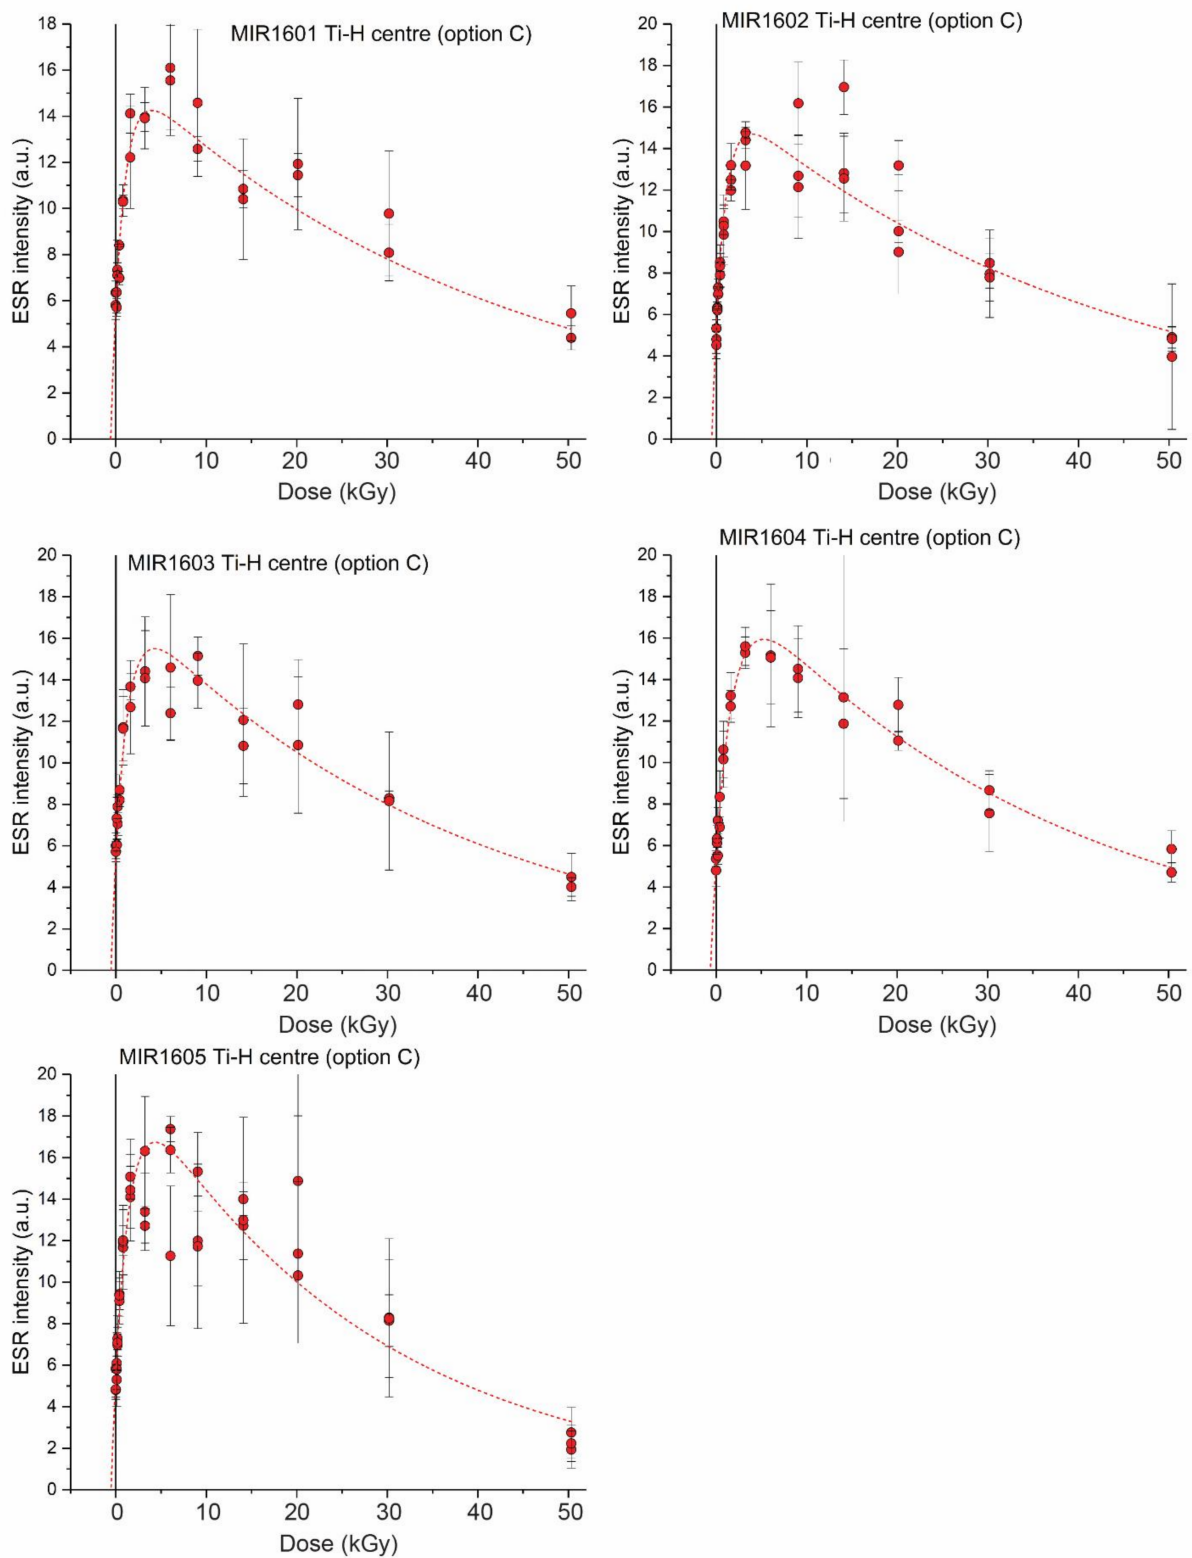 MIR1601 Ti-H centre (option C)
ESR intensity (a.u.)
18
16
14
12
10
8
6
4
2
0
0 10 20 30 40 50
Dose (kGy)
MIR1602 Ti-H centre (option C)
ESR intensity (a.u.)
20
18
16
14
12
10
8
6
4
2
0
0 10 20 30 40 50
Dose (kGy)
MIR1603 Ti-H centre (option C)
ESR intensity (a.u.)
20
18
16
14
12
10
8
6
4
2
0
0 10 20 30 40 50
Dose (kGy)
MIR1604 Ti-H centre (option C)
ESR intensity (a.u.)
20
18
16
14
12
10
8
6
4
2
0
0 10 20 30 40 50
Dose (kGy)
MIR1605 Ti-H centre (option C)
ESR intensity (a.u.)
20
18
16
14
12
10
8
6
4
2
0
0 10 20 30 40 50
Dose (kGy)